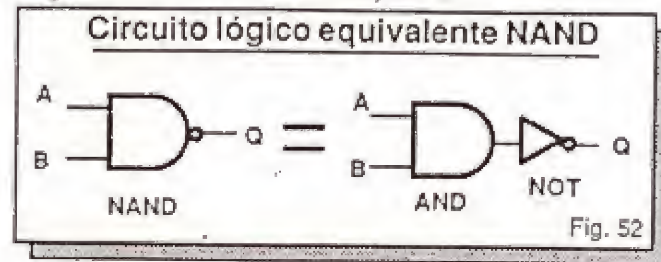 Circuito lógico equivalente NAND
A
B
Q
NAND
=
A
B
Q
AND
NOT
Fig. 52